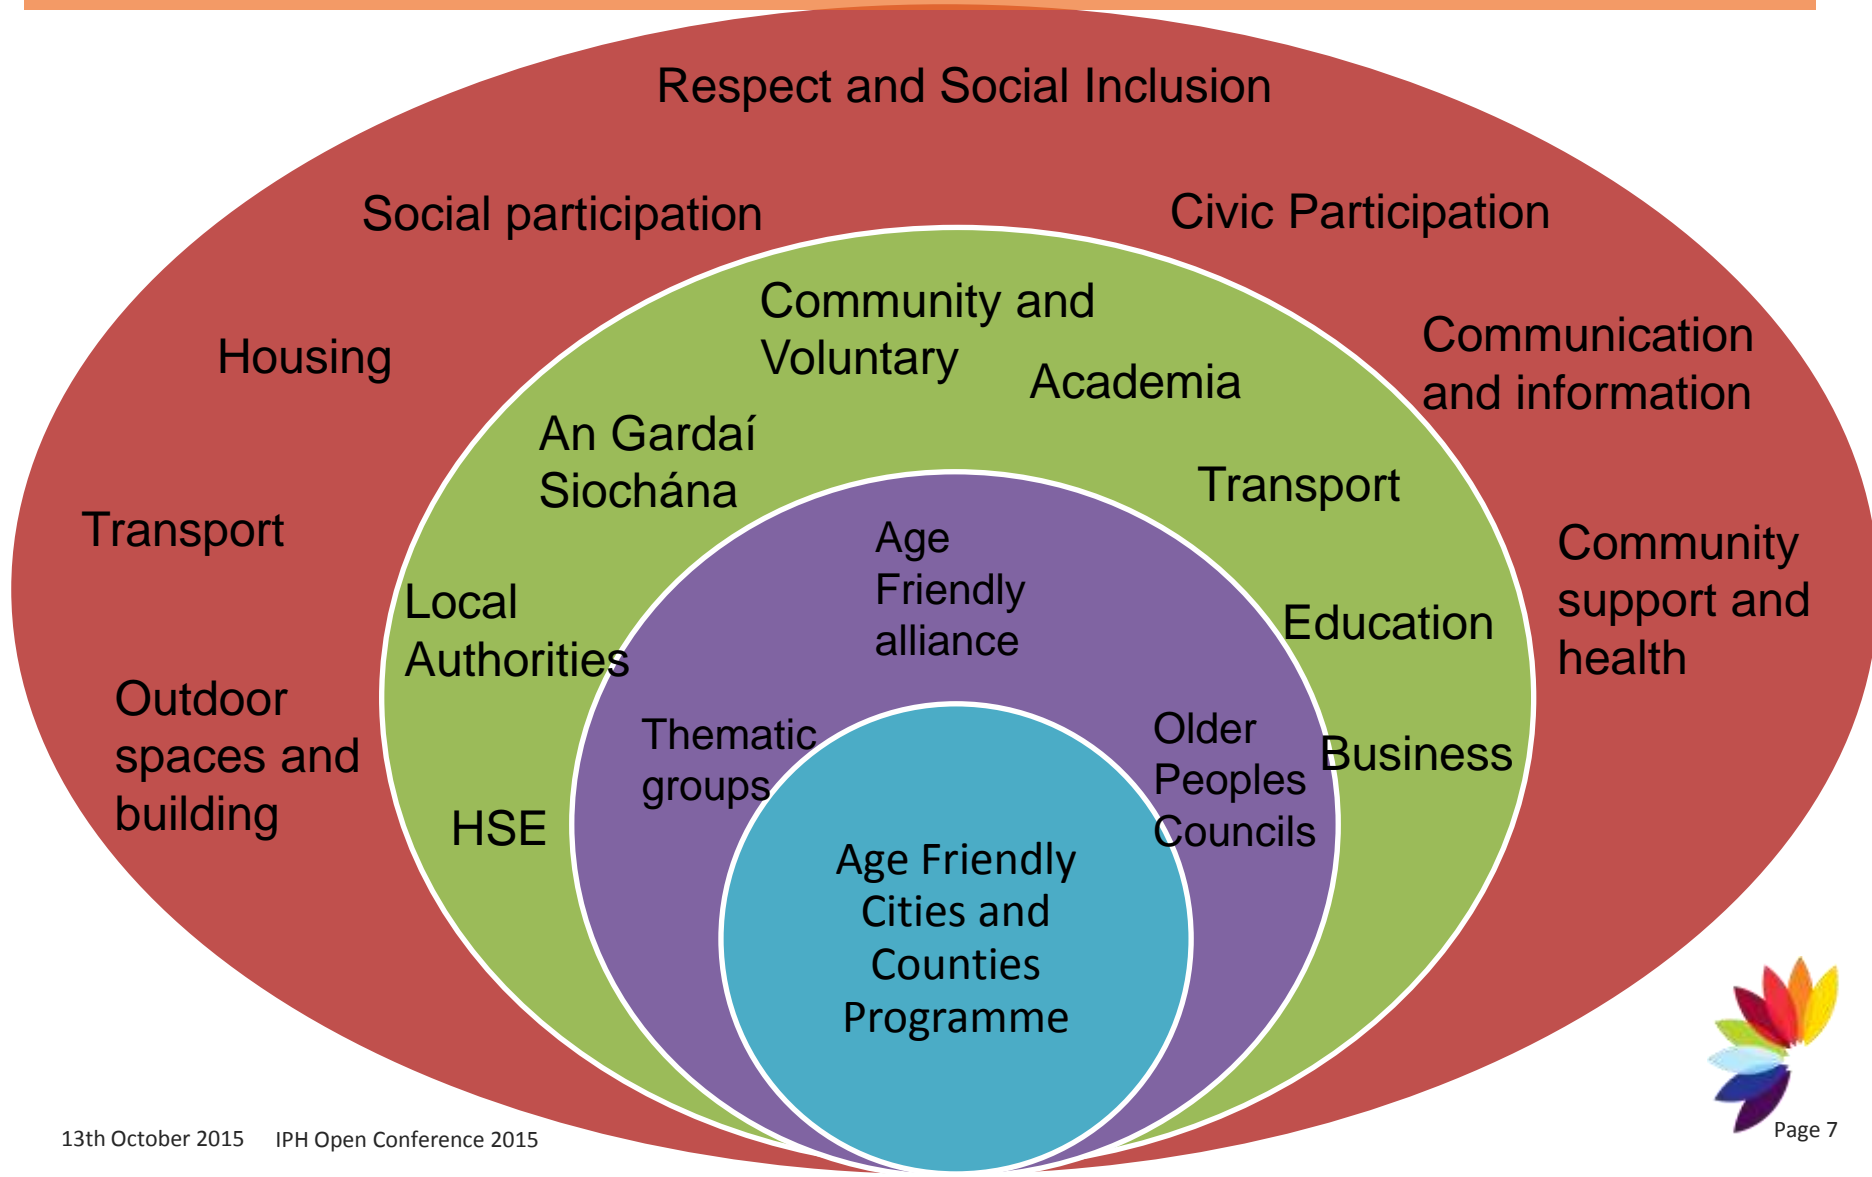 Respect and Social Inclusion
Social participation
Civic Participation
Community and
Voluntary
Communication
and information
Housing
Academia
An Gardaí
Siochána
Transport
Transport
Age
Friendly
alliance
Community
support and
health
Local
Authorities
Education
Outdoor
spaces and
building
Thematic
groups
Older
Peoples
Councils
Business
HSE
Age Friendly
Cities and
Counties
Programme
13th October 2015 IPH Open Conference 2015
Page 7